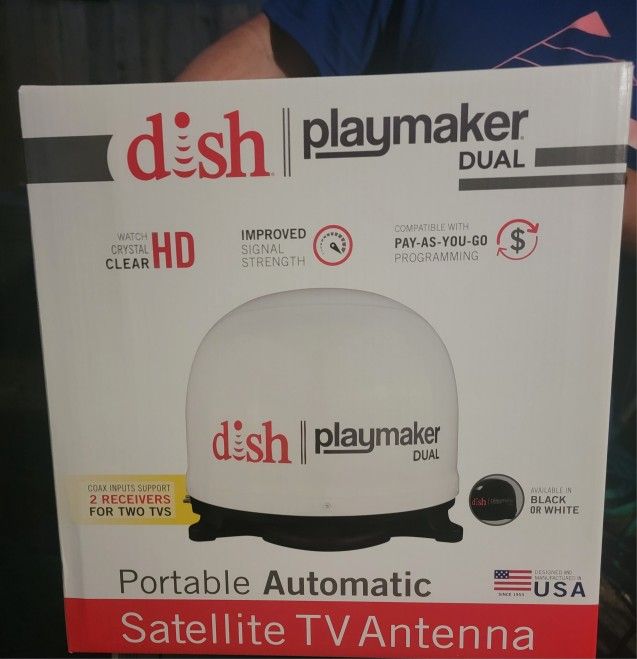 dish playmaker
DUAL
WATCH
CRYSTAL
CLEAR HD
IMPROVED
SIGNAL
STRENGTH
COMPATIBLE WITH
PAY-AS-YOU-GO
PROGRAMMING
$
dish playmaker
DUAL
COAX INPUTS SUPPORT
2 RECEIVERS
FOR TWO TVS
dish
AVAILABLE IN
BLACK
OR WHITE
Portable Automatic
DESIGNED AND
MANUFACTURED IN
USA
Satellite TV Antenna